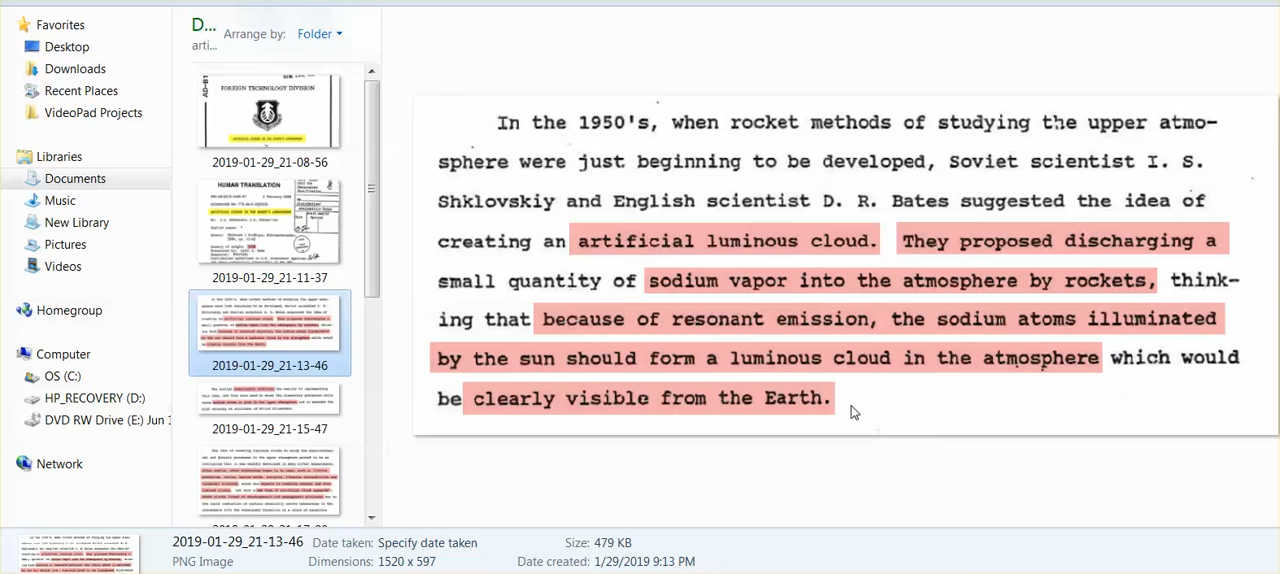 Favorites
Desktop
Downloads
Recent Places
VideoPad Projects
Libraries
Documents
Music
New Library
Pictures
Videos
Homegroup
Computer
OS (C:)
HP_RECOVERY (D:)
DVD RW Drive (E:) Jun 1
Network
D...
arti...
Arrange by: Folder
FOREIGN TECHNOLOGY DIVISION
2019-01-29_21-08-56
HUMAN TRANSLATION
2019-01-29_21-11-37
2019-01-29_21-13-46
2019-01-29_21-15-47
In the 1950's, when rocket methods of studying the upper atmo-
sphere were just beginning to be developed, Soviet scientist I. S.
Shklovskiy and English scientist D. R. Bates suggested the idea of
creating an artificial luminous cloud. They proposed discharging a
small quantity of sodium vapor into the atmosphere by rockets, think-
ing that because of resonant emission, the sodium atoms illuminated
by the sun should form a luminous cloud in the atmosphere which would
be clearly visible from the Earth.
2019-01-29_21-13-46 Date taken: Specify date taken Size: 479 KB
PNG Image Dimensions: 1520 x 597 Date created: 1/29/2019 9:13 PM